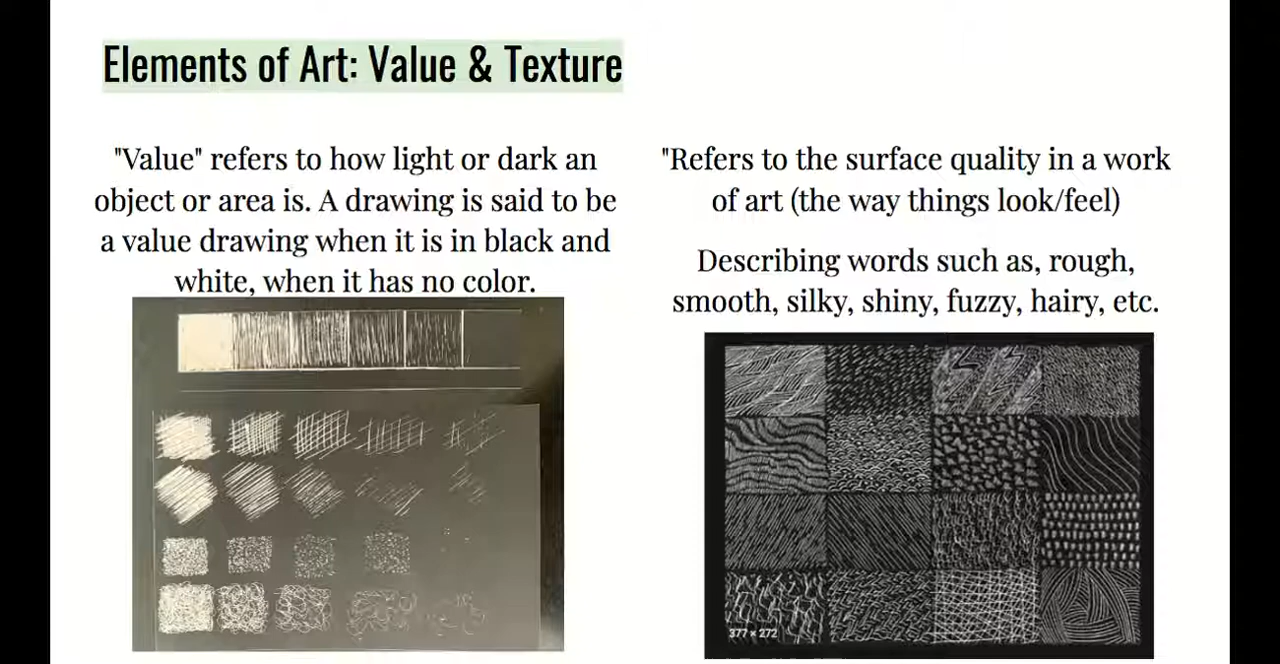 Elements of Art: Value & Texture
"Value" refers to how light or dark an
object or area is. A drawing is said to be
a value drawing when it is in black and
white, when it has no color.
"Refers to the surface quality in a work
of art (the way things look/feel)
Describing words such as, rough,
smooth, silky, shiny, fuzzy, hairy, etc.
377 × 272